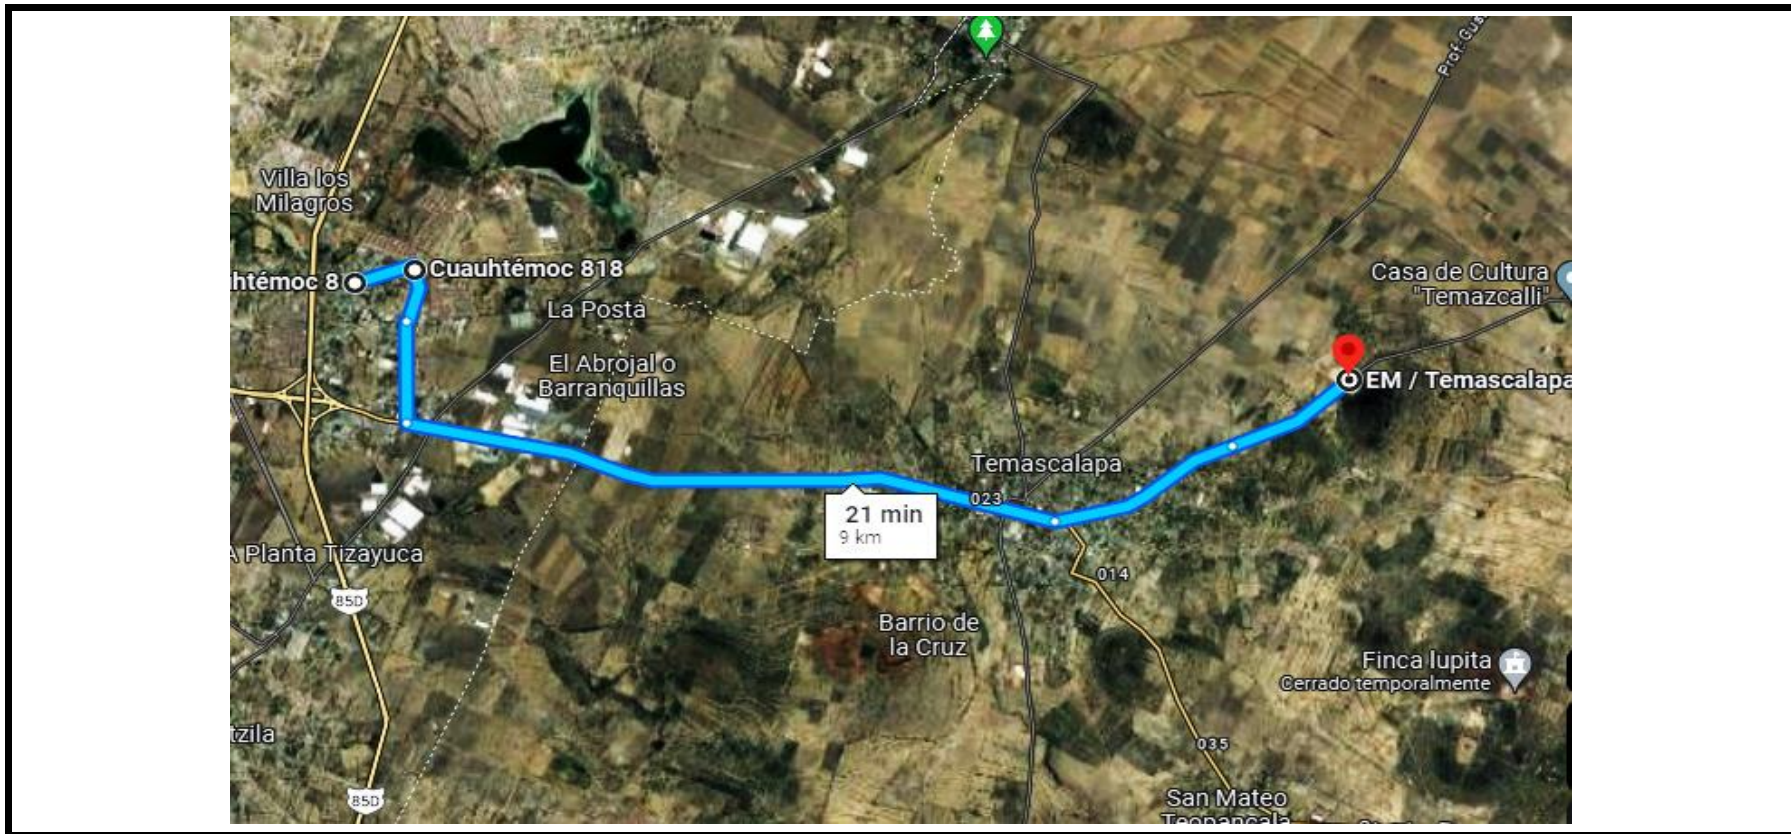 Prof. Gus
Villa los
Milagros
htémoc 8
Cuauhtémoc 818
Casa de Cultura
"Temazcalli"
La Posta
El Abrojal o
Barranquillas
EM / Temascalapa
Temascalapa
023
21 min
9 km
A Planta Tizayuca
014
85D
Barrio de
la Cruz
Finca lupita
Cerrado temporalmente
tzila
035
85D
San Mateo
Teopancala